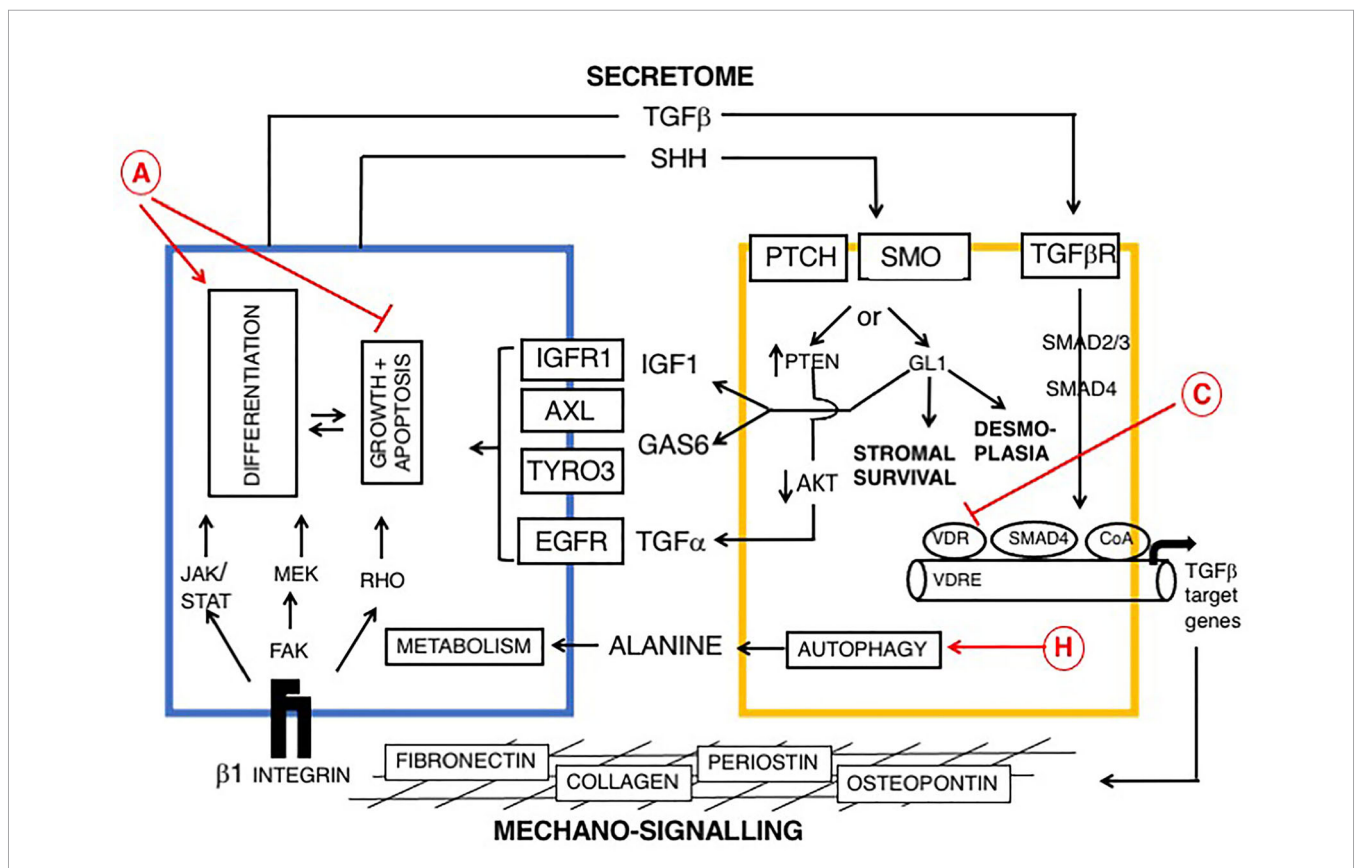 SECRETOME
TGFβ
SHH
A
PTCH
SMO
TGFβR
DIFFERENTIATION
GROWTH +
APOPTOSIS
IGFR1
AXL
TYRO3
EGFR
IGF1
GAS6
TGFα
or
PTEN
GL1
SMAD2/3
SMAD4
C
STROMAL
SURVIVAL
DESMO-
PLASIA
AKT
VDR
SMAD4
CoA
VDRE
TGFβ
target
genes
JAK/
STAT
MEK
RHO
FAK
METABOLISM
ALANINE
AUTOPHAGY
H
β1 INTEGRIN
FIBRONECTIN
COLLAGEN
PERIOSTIN
OSTEOPONTIN
MECHANO-SIGNALLING